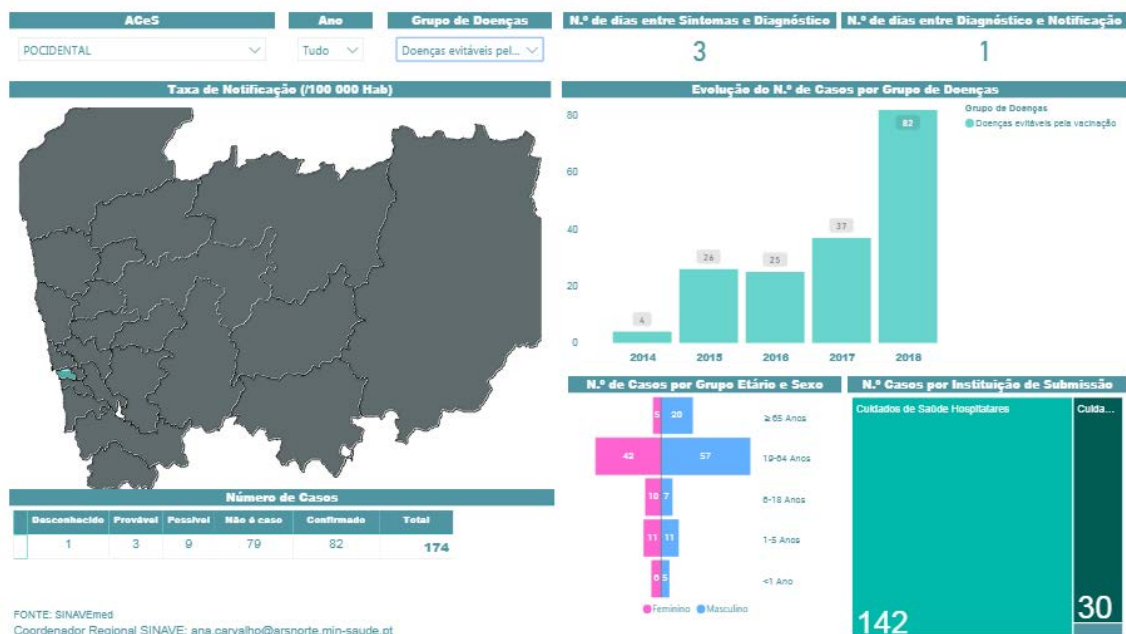 ACeS
Ano
Grupo de Doenças
N.º de dias entre Sintomas e Diagnóstico
N.º de dias entre Diagnóstico e Notificação
POCIDENTAL
Tudo
Doenças evitáveis pel...
3
1
Taxa de Notificação (/100 000 Hab)
Evolução do N.º de Casos por Grupo de Doenças
Grupo de Doenças
Doenças evitáveis pela vacinação
80
60
40
20
0
4
26
25
37
82
2014
2015
2016
2017
2018
N.º de Casos por Grupo Etário e Sexo
5 20 ≥ 65 Anos
42 57 19-64 Anos
10 7 6-18 Anos
11 11 1-5 Anos
6 5 <1 Ano
Feminino Masculino
N.º Casos por Instituição de Submissão
Cuidados de Saúde Hospitalares
Cuida...
142
30
Número de Casos
Desconhecido Provável Possível Não é caso Confirmado Total
1 3 9 79 82 174
FONTE: SINAVEmed
Coordenador Regional SINAVE: ana.carvalho@arsnorte.min-saude.pt